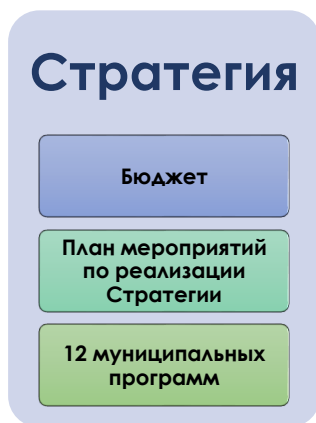 Стратегия
Бюджет
План мероприятий
по реализации
Стратегии
12 муниципальных
программ